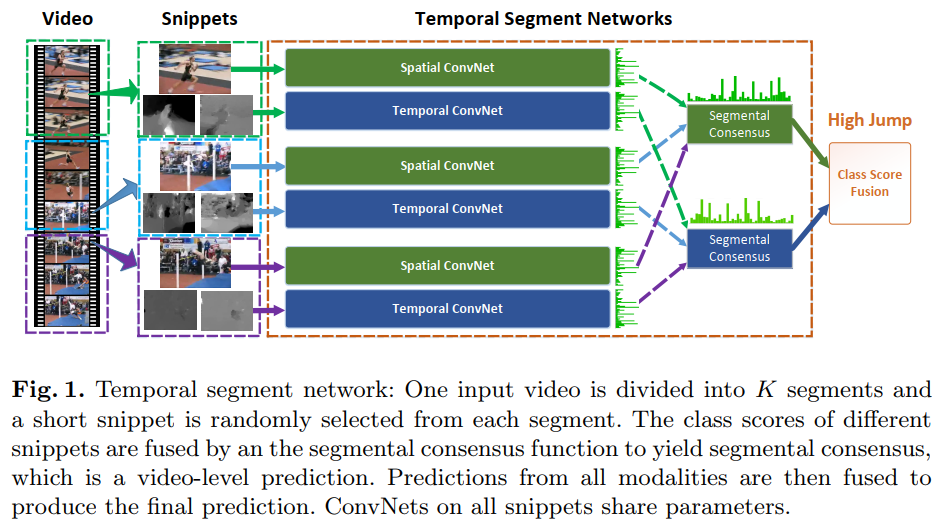 Video
Snippets
Temporal Segment Networks
Spatial ConvNet
Temporal ConvNet
Spatial ConvNet
Temporal ConvNet
Spatial ConvNet
Temporal ConvNet
Segmental
Consensus
Segmental
Consensus
High Jump
Class Score
Fusion
Fig. 1. Temporal segment network: One input video is divided into K segments and
a short snippet is randomly selected from each segment. The class scores of different
snippets are fused by an the segmental consensus function to yield segmental consensus,
which is a video-level prediction. Predictions from all modalities are then fused to
produce the final prediction. ConvNets on all snippets share parameters.